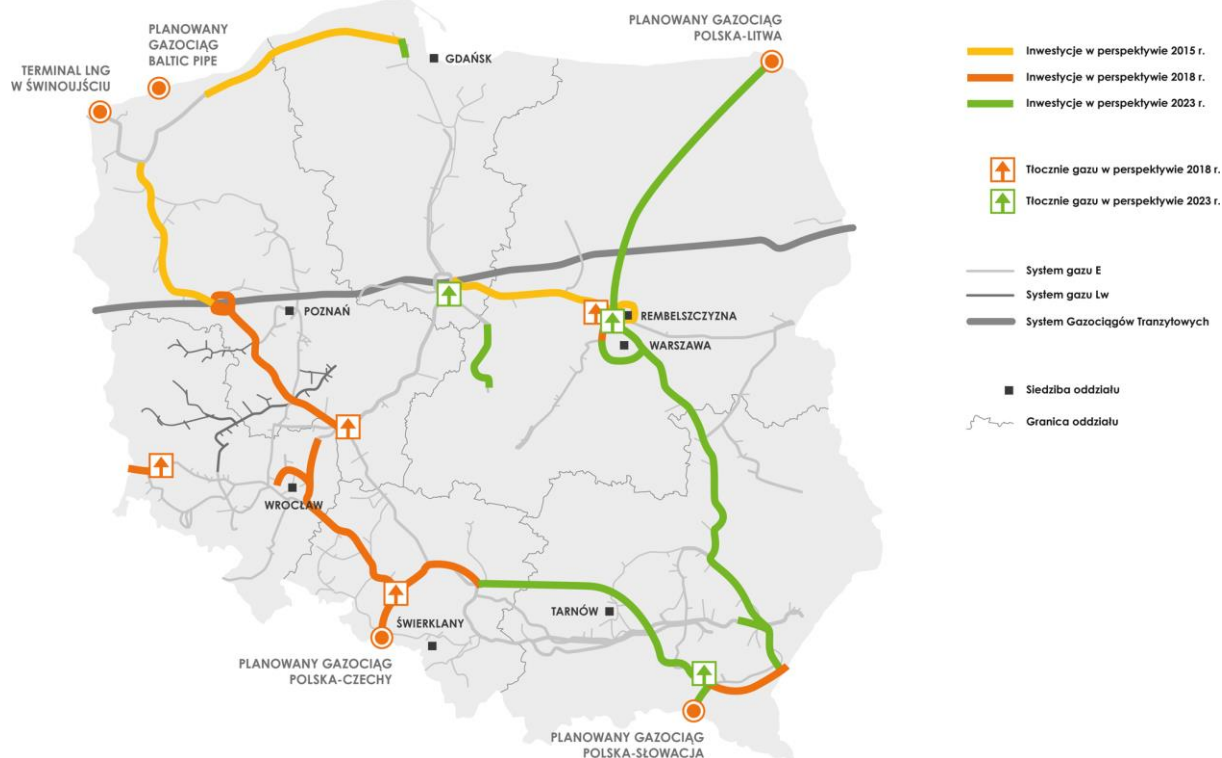 PLANOWANY
GAZOCIĄG
BALTIC PIPE
TERMINAL LNG
W ŚWINOUJŚCIU
GDAŃSK
PLANOWANY GAZOCIĄG
POLSKA-LITWA
POZNAŃ
REMBELSZCZYZNA
WARSZAWA
WROCŁAW
TARNÓW
ŚWIERKLANY
PLANOWANY GAZOCIĄG
POLSKA-CZECHY
PLANOWANY GAZOCIĄG
POLSKA-SŁOWACJA
Inwestycje w perspektywie 2015 r.
Inwestycje w perspektywie 2018 r.
Inwestycje w perspektywie 2023 r.
Tłocznie gazu w perspektywie 2018 r.
Tłocznie gazu w perspektywie 2023 r.
System gazu E
System gazu Lw
System Gazociągów Tranzytowych
Siedziba oddziału
Granica oddziału